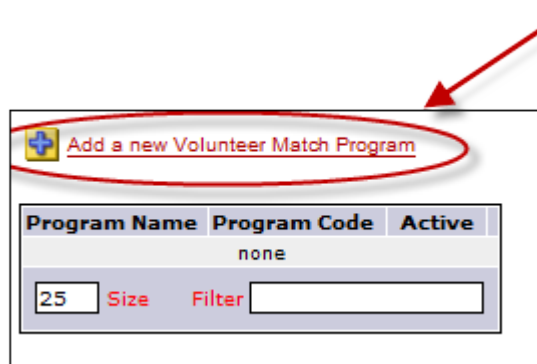 Add a new Volunteer Match Program
Program Name Program Code Active
none
25 Size Filter